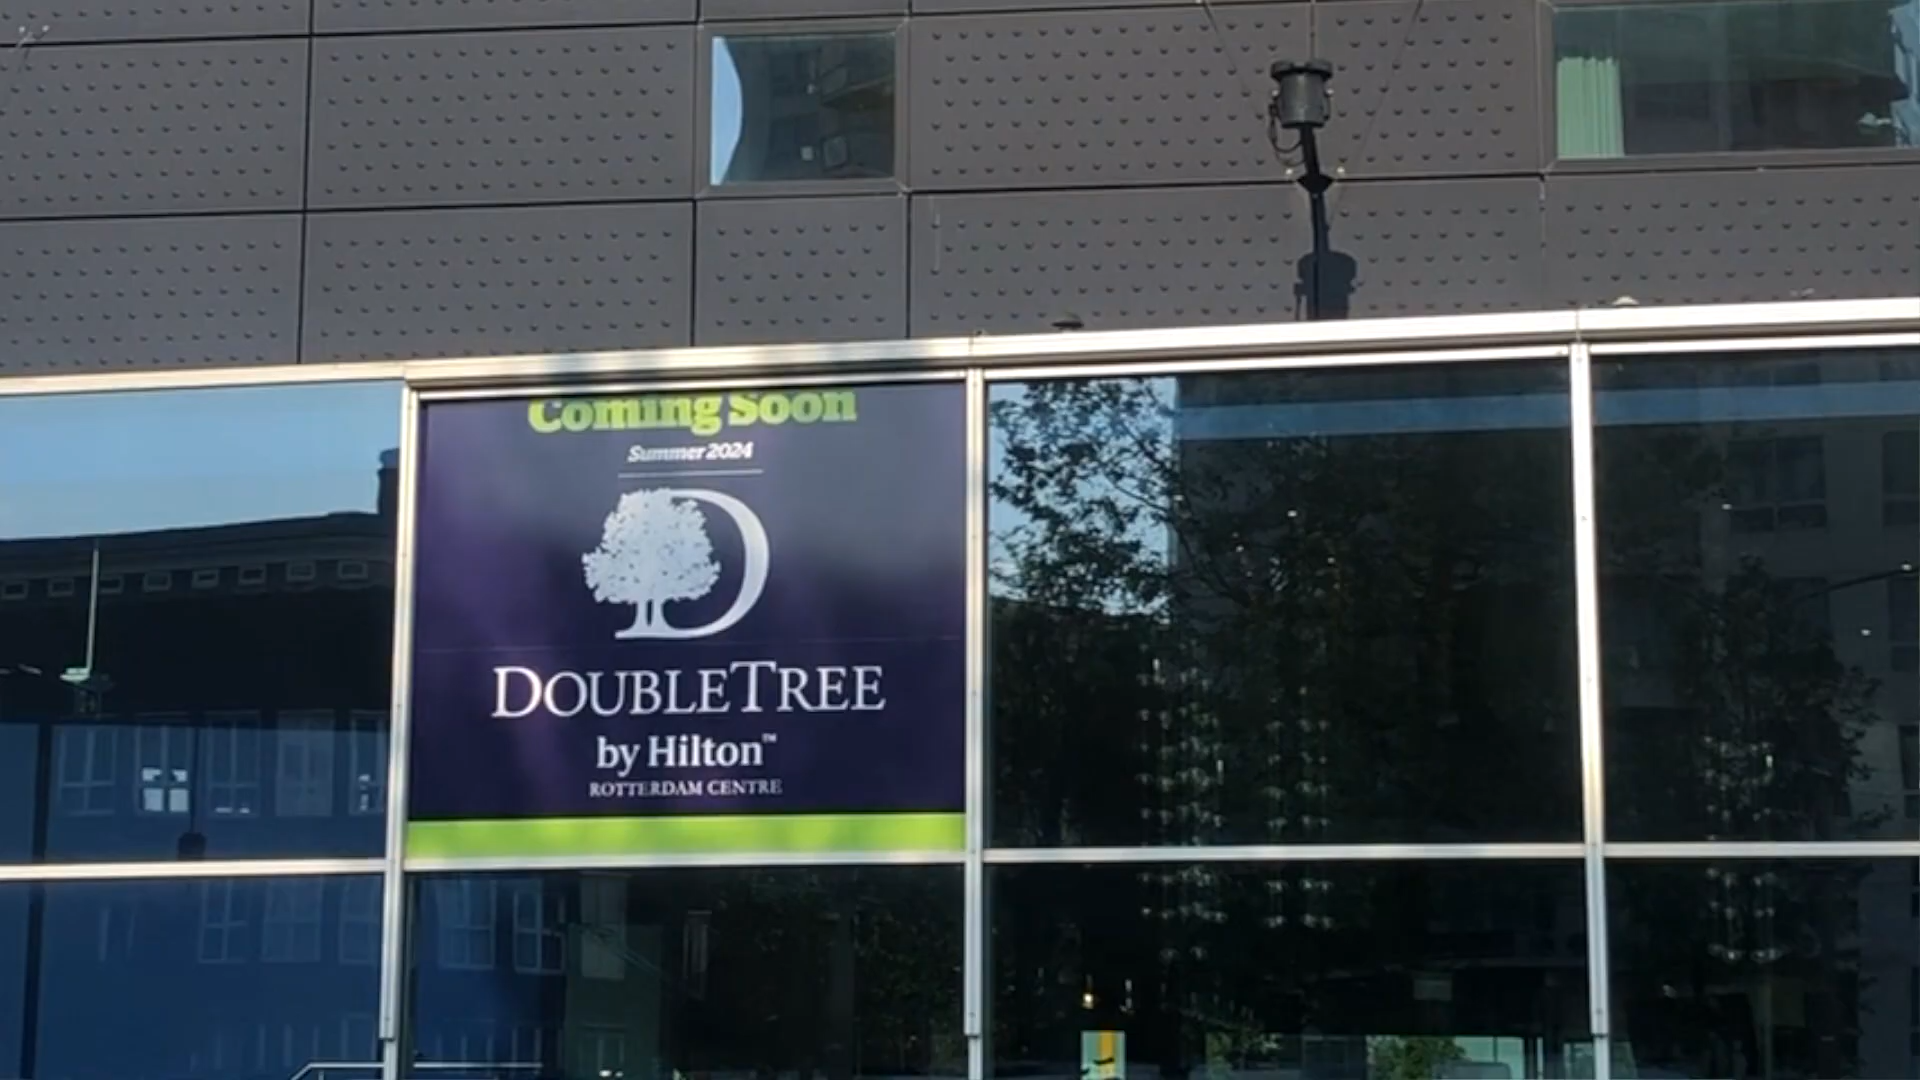 Coming Soon
Summer 2024
D
DOUBLETREE
by Hilton™
ROTTERDAM CENTRE